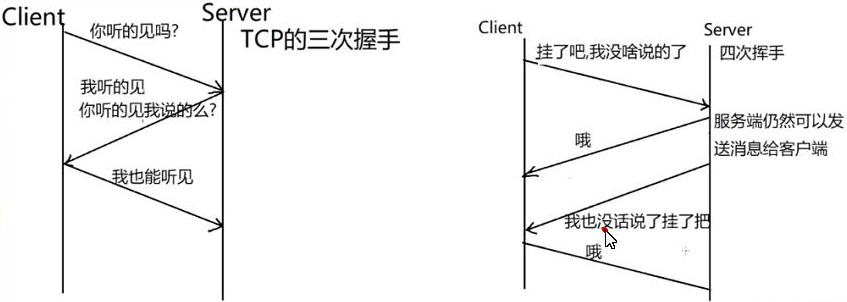 Client
Server
TCP的三次握手
你听的见吗?
我听的见
你听的见我说的么?
我也能听见
Client
Server
四次挥手
挂了吧,我没啥说的了
服务端仍然可以发
送消息给客户端
哦
我也没话说了挂了把
哦